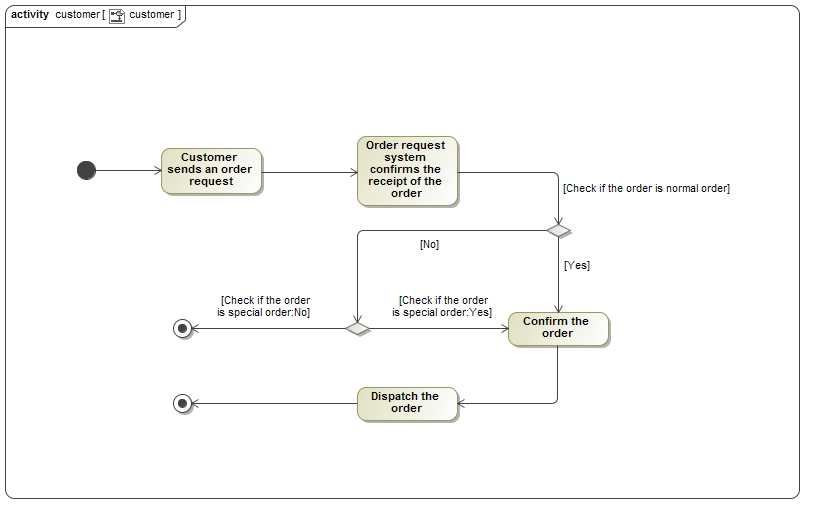 activity customer [ customer ]
Customer
sends an order
request
Order request
system
confirms the
receipt of the
order
[Check if the order is normal order]
[No]
[Yes]
[Check if the order
is special order:No]
[Check if the order
is special order:Yes]
Confirm the
order
Dispatch the
order